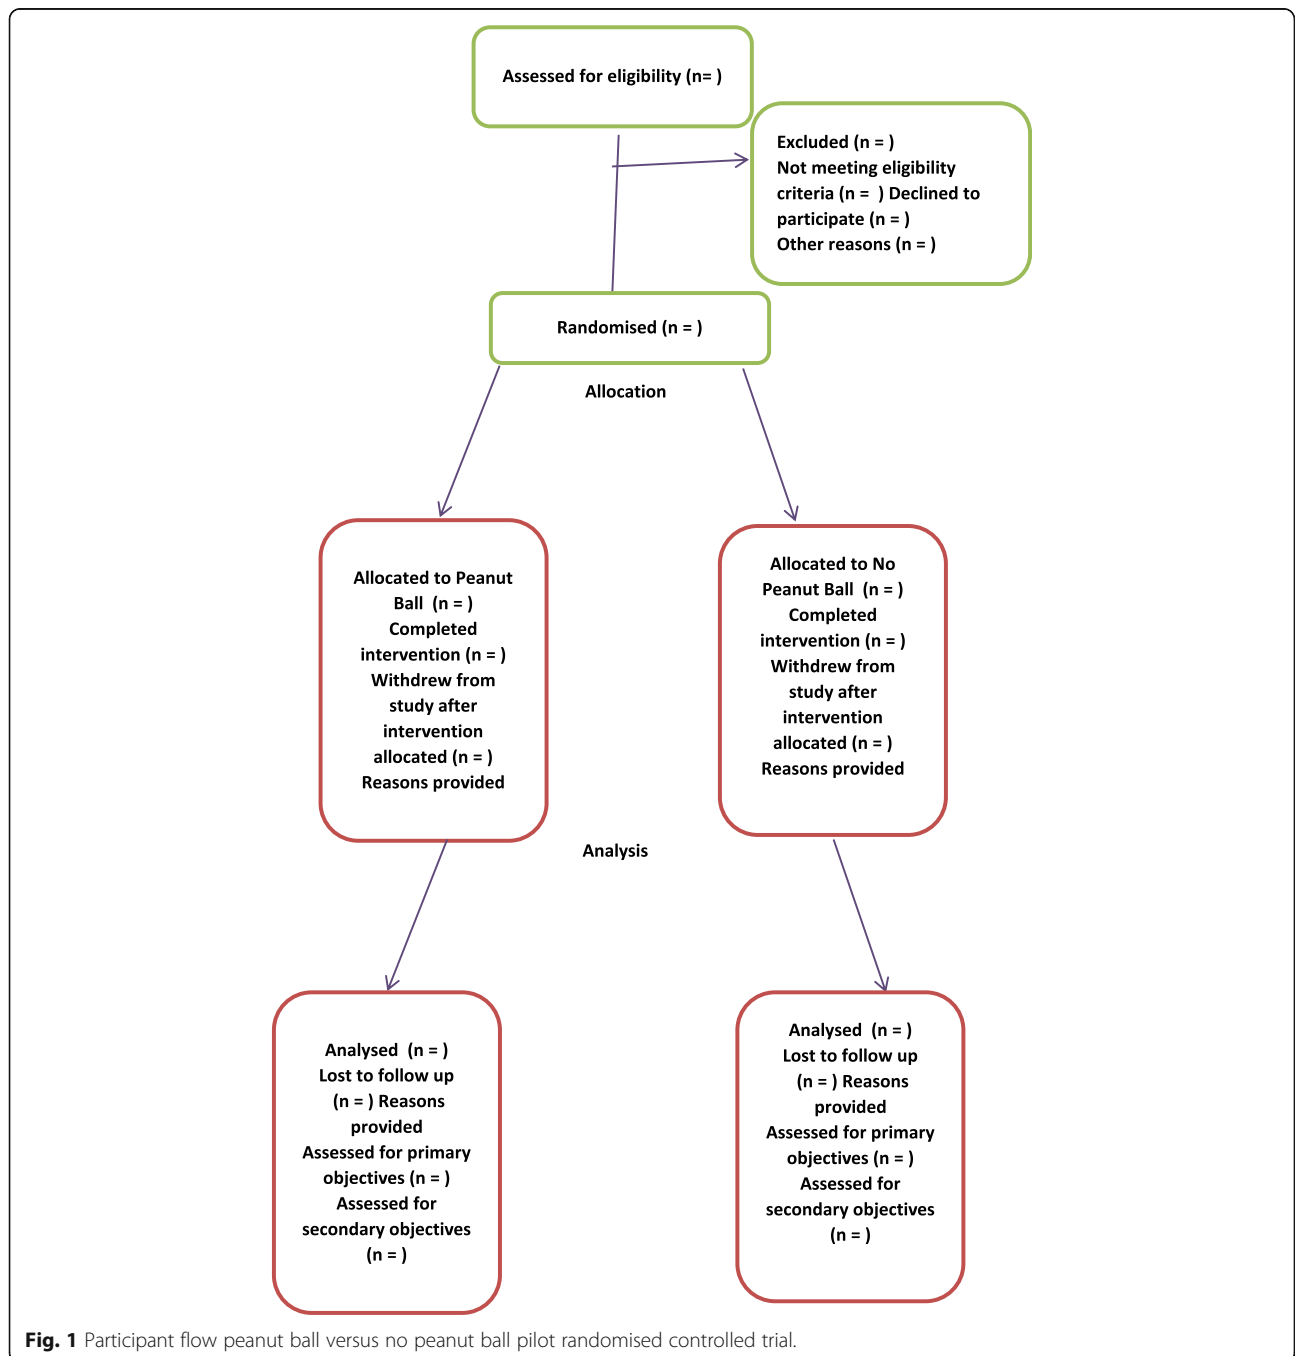 Assessed for eligibility (n= )
Excluded (n = )
Not meeting eligibility
criteria (n =  ) Declined to
participate (n = )
Other reasons (n = )
Randomised (n = )
Allocation
Allocated to Peanut
Ball  (n = )
Completed
intervention (n = )
Withdrew from
study after
intervention
allocated (n = )
Reasons provided
Allocated to No
Peanut Ball  (n = )
Completed
intervention (n = )
Withdrew from
study after
intervention
allocated (n = )
Reasons provided
Analysis
Analysed  (n = )
Lost to follow up
(n = ) Reasons
provided
Assessed for primary
objectives (n = )
Assessed for
secondary objectives
(n = )
Analysed  (n = )
Lost to follow up
(n = ) Reasons
provided
Assessed for primary
objectives (n = )
Assessed for
secondary objectives
(n = )
Fig. 1 Participant flow peanut ball versus no peanut ball pilot randomised controlled trial.